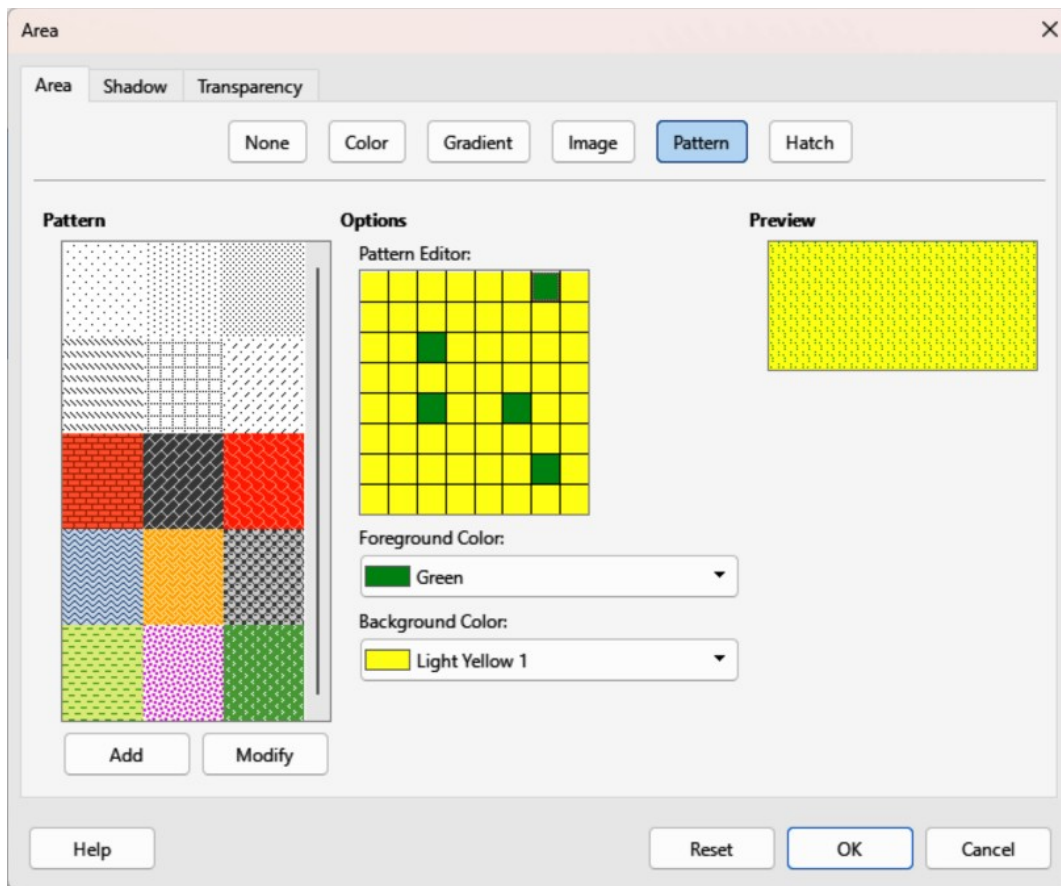 Area
Area Shadow Transparency
None Color Gradient Image Pattern Hatch
Pattern Options Preview
Pattern Editor:
Foreground Color:
Green
Background Color:
Light Yellow 1
Add Modify
Help Reset OK Cancel